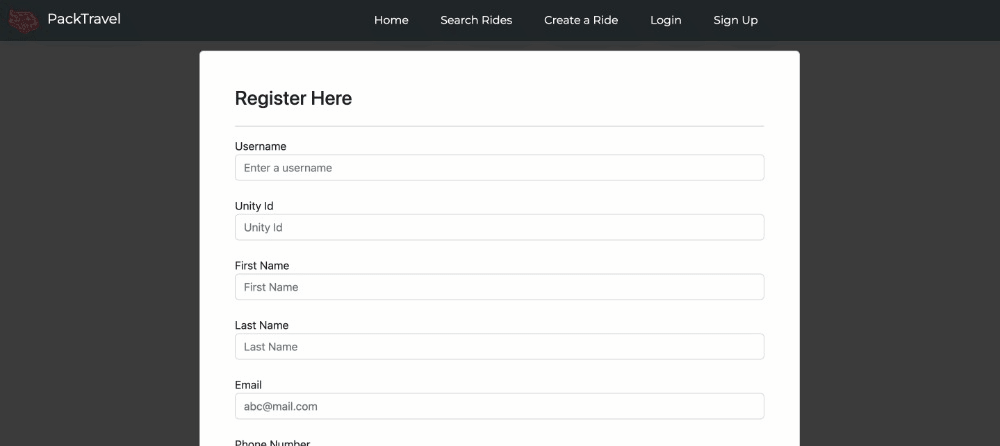 PackTravel
Home Search Rides Create a Ride Login Sign Up
Register Here
Username
Enter a username
Unity Id
Unity Id
First Name
First Name
Last Name
Last Name
Email
abc@mail.com
Phone Number